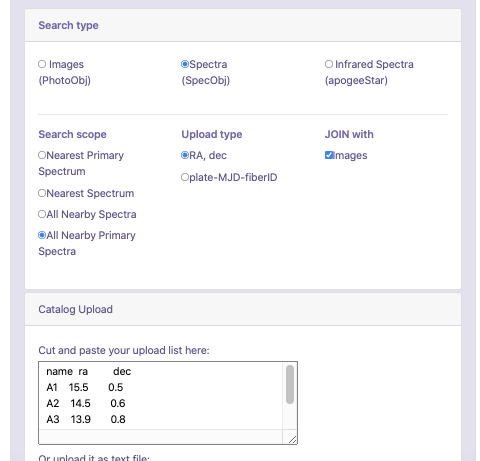 Search type
Images (PhotoObj)
Spectra (SpecObj)
Infrared Spectra (apogeeStar)
Search scope
Nearest Primary Spectrum
Nearest Spectrum
All Nearby Spectra
All Nearby Primary Spectra
Upload type
RA, dec
plate-MJD-fiberID
JOIN with
Images
Catalog Upload
Cut and paste your upload list here:
name ra dec
A1 15.5 0.5
A2 14.5 0.6
A3 13.9 0.8
Or upload it as text file: